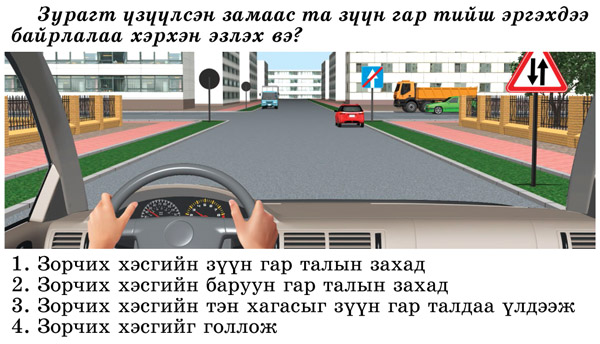 Зурагт үзүүлсэн замаас та зүүн гар тийш эргэхдээ
байрлалаа хэрхэн эзлэх вэ?
1. Зорчих хэсгийн зүүн гар талын захад
2. Зорчих хэсгийн баруун гар талын захад
3. Зорчих хэсгийн тэн хагасыг зүүн гар талдаа үлдээж
4. Зорчих хэсгийг голлож